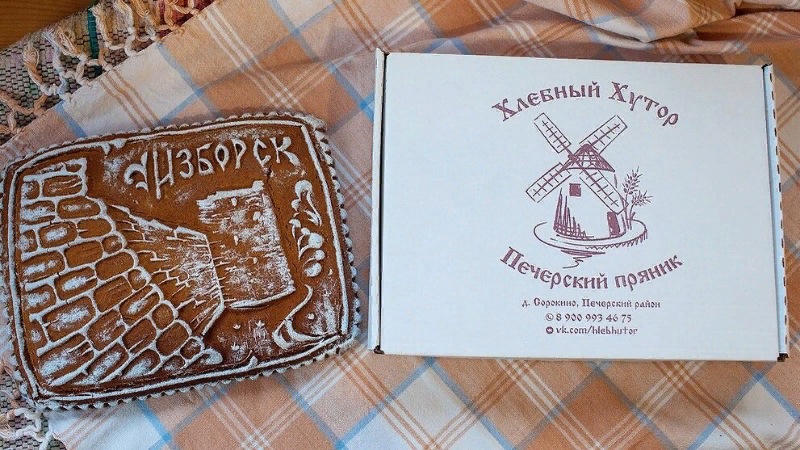 ИЗБОРСК
Хлебный Хутор
Печерский пряник
д. Сорокино, Печерский район
8 900 993 46 75
vk.com/hlebhutor